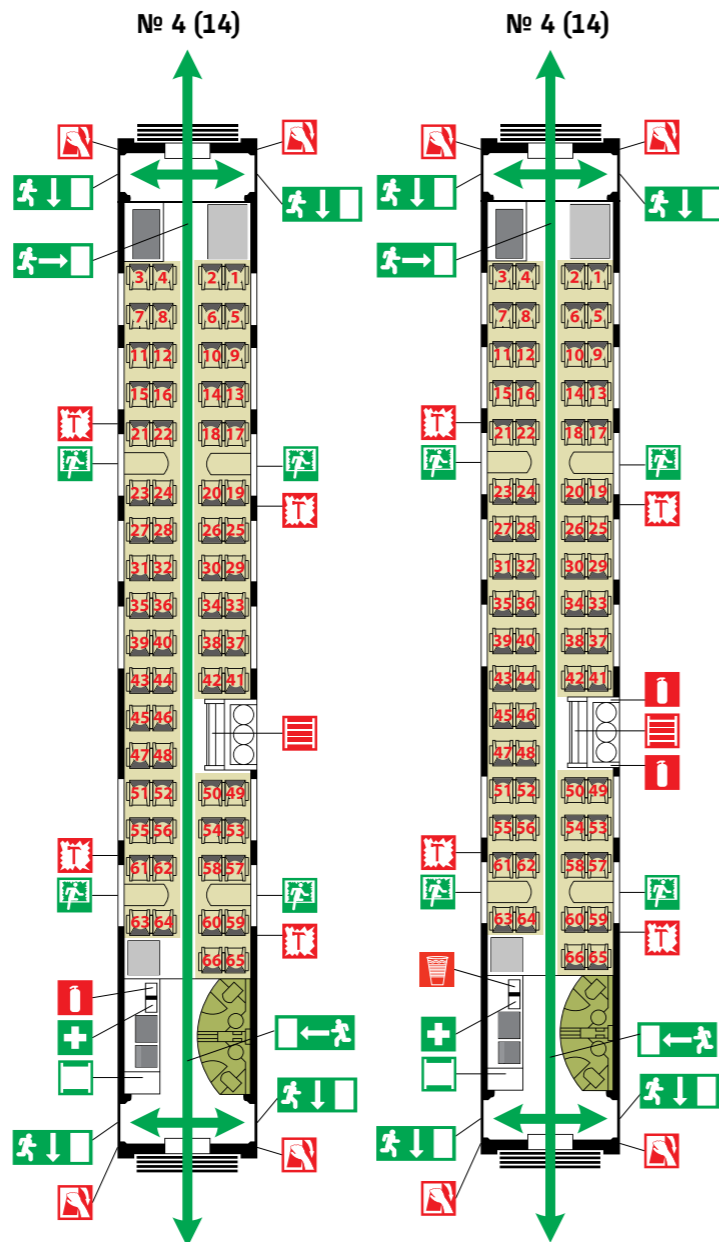 № 4 (14) № 4 (14)
3 4 2 1 3 4 2 1
7 8 6 5 7 8 6 5
11 12 10 9 11 12 10 9
15 16 14 13 15 16 14 13
T T
21 22 18 17 21 22 18 17
23 24 20 19 23 24 20 19
T T
27 28 26 25 27 28 26 25
31 32 30 29 31 32 30 29
35 36 34 33 35 36 34 33
39 40 38 37 39 40 38 37
43 44 42 41 43 44 42 41
45 46 45 46
47 48 47 48
51 52 50 49 51 52 50 49
55 56 54 53 55 56 54 53
T T
61 62 58 57 61 62 58 57
63 64 60 59 63 64 60 59
T T
66 65 66 65